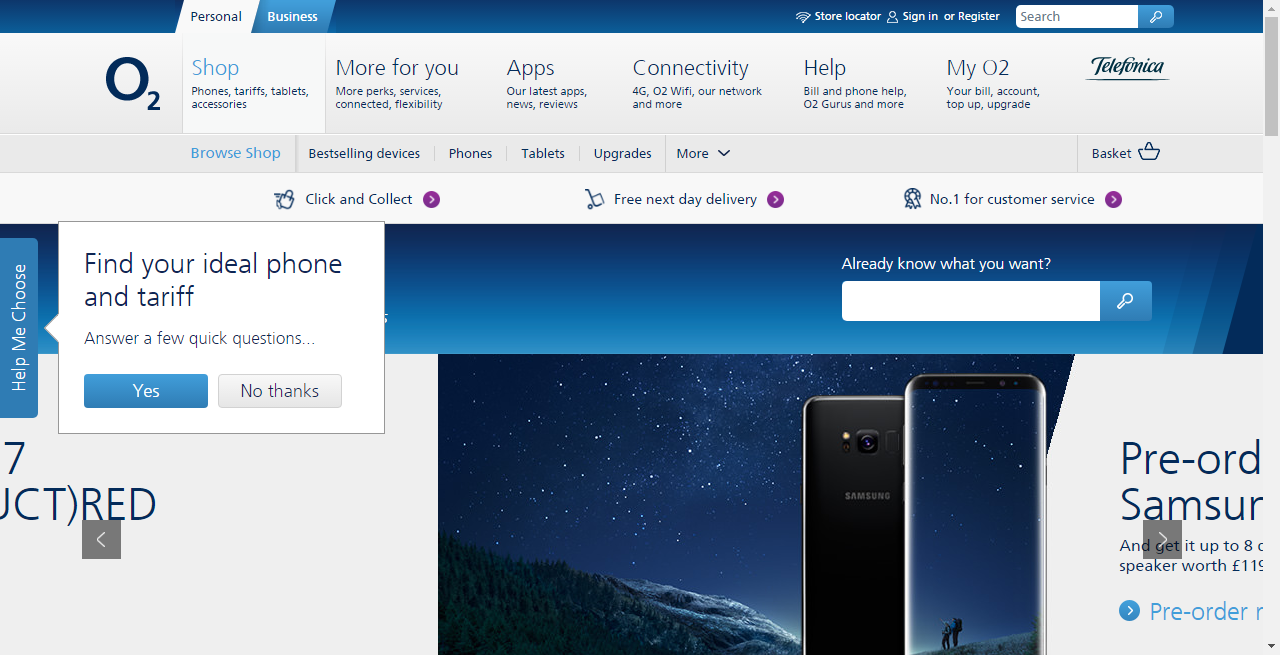 Personal
Business
Store locator
Sign in or Register
Search
O2
Shop
Phones, tariffs, tablets,
accessories
More for you
More perks, services,
connected, flexibility
Apps
Our latest apps,
news, reviews
Connectivity
4G, O2 Wifi, our network
and more
Help
Bill and phone help,
O2 Gurus and more
My O2
Your bill, account,
top up, upgrade
Telefónica
Browse Shop
Bestselling devices
Phones
Tablets
Upgrades
More
Basket
Click and Collect
Free next day delivery
No.1 for customer service
Help Me Choose
Find your ideal phone
and tariff
Answer a few quick questions...
Yes
No thanks
Already know what you want?
7
UCT)RED
SAMSUNG
Pre-ord
Samsur
And get it up to 8
speaker worth £119
Pre-order